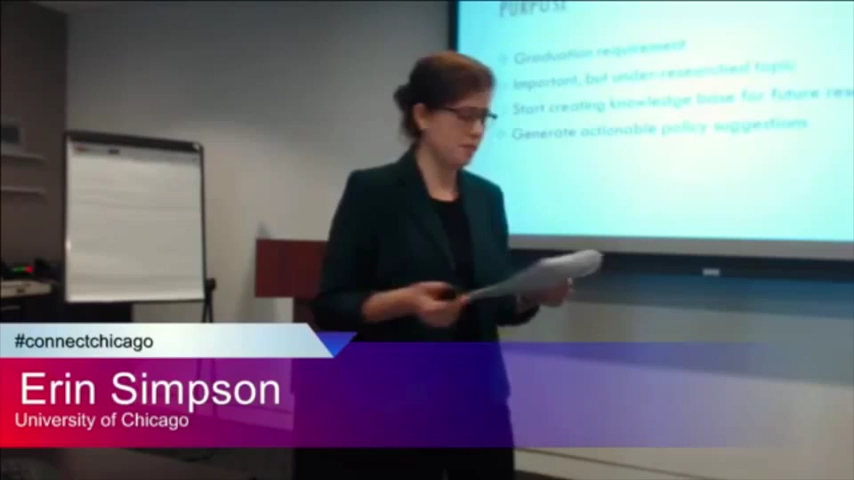 PURPOSE
Graduation requirement
Important, but under-researched topic
Start creating knowledge base for future rese
Generate actionable policy suggestions
#connectchicago
Erin Simpson
University of Chicago